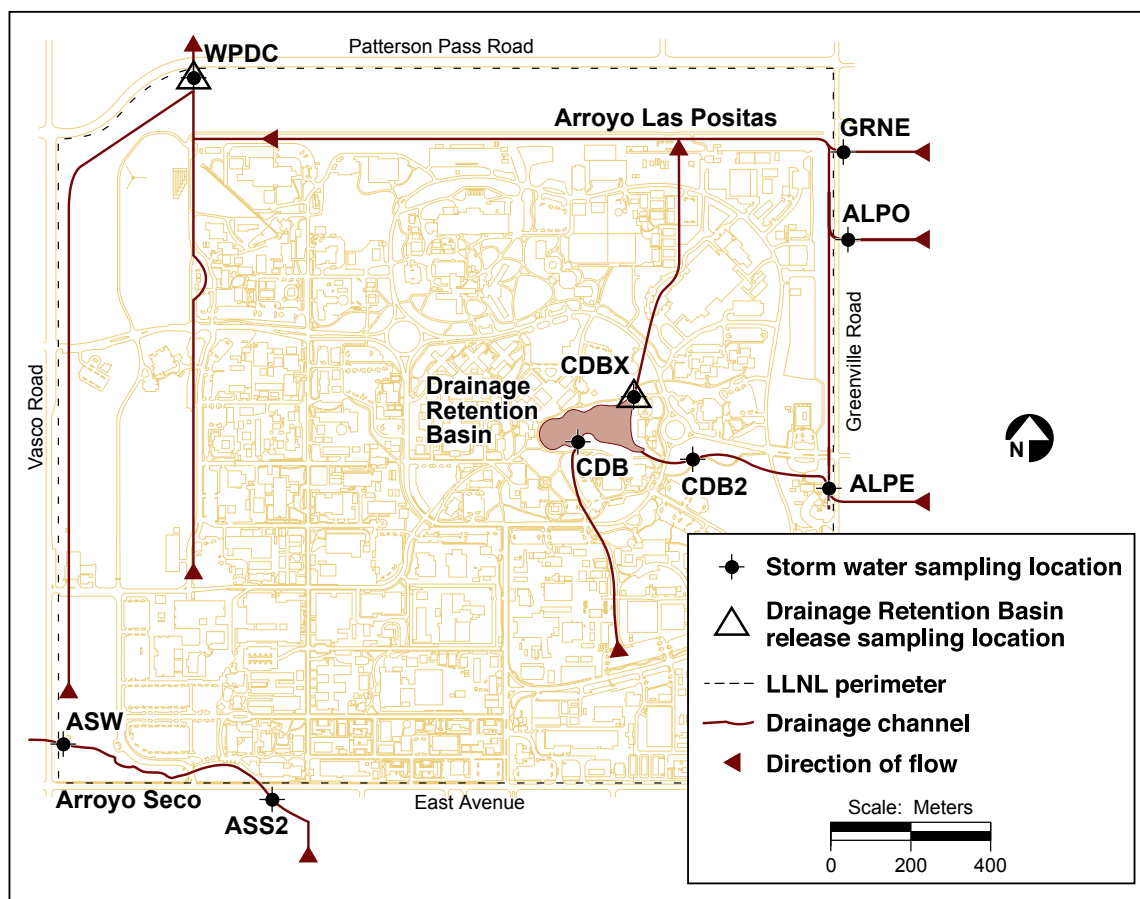 Patterson Pass Road
WPDC
Arroyo Las Positas
GRNE
ALPO
Vasco Road
Greenville Road
CDBX
Drainage
Retention
Basin
N
CDB
CDB2
ALPE
ASW
Arroyo Seco
ASS2
East Avenue
Storm water sampling location
Drainage Retention Basin
release sampling location
LLNL perimeter
Drainage channel
Direction of flow
Scale: Meters
0 200 400